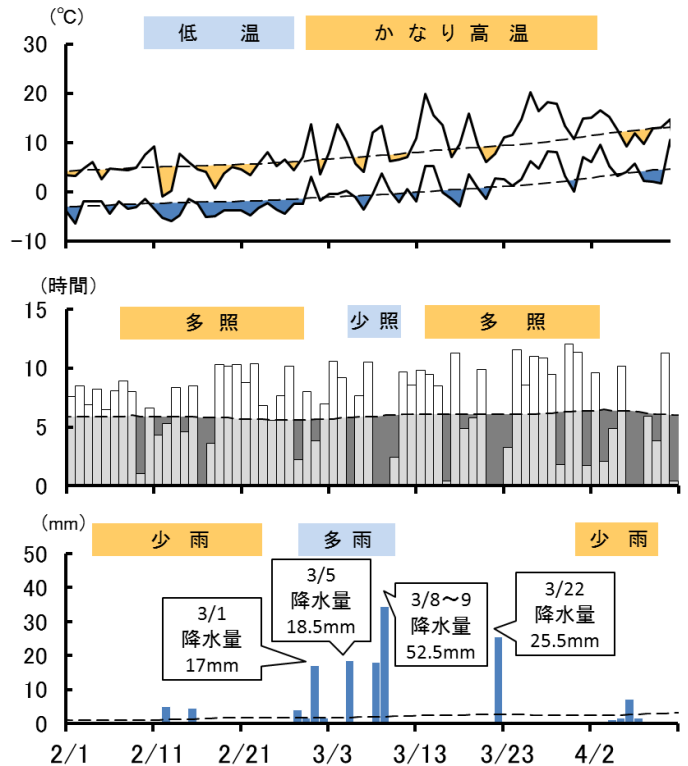 (℃)
低 温
かなり高温
30
20
10
0
-10
(時間)
多 照
少 照
多 照
15
10
5
0
(mm)
少 雨
多 雨
少 雨
50
40
30
20
10
0
3/1
降水量
17mm
3/5
降水量
18.5mm
3/8～9
降水量
52.5mm
3/22
降水量
25.5mm
2/1 2/11 2/21 3/3 3/13 3/23 4/2